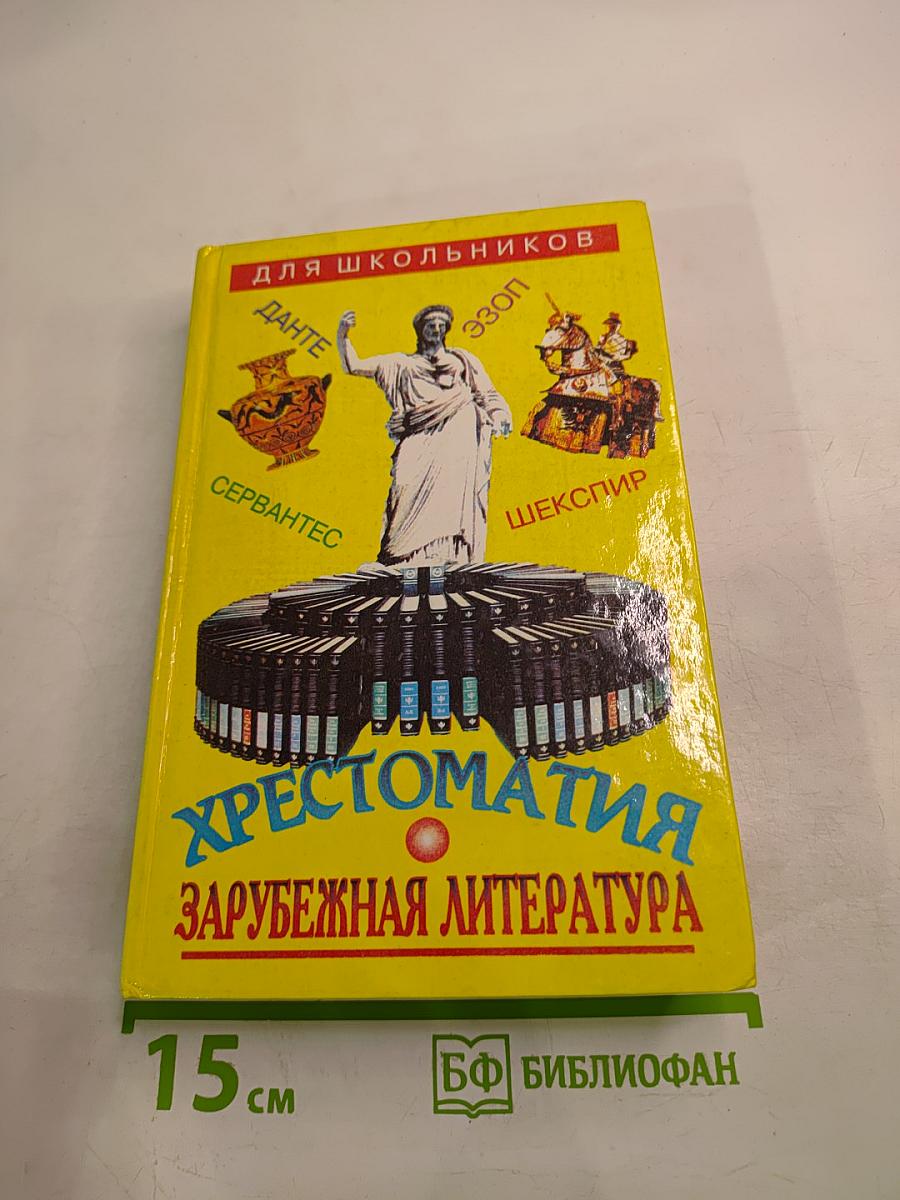 ДЛЯ ШКОЛЬНИКОВ
ДАНТЕ
ЭЗОП
СЕРВАНТЕС
ШЕКСПИР
ХРЕСТОМАТИЯ
ЗАРУБЕЖНАЯ ЛИТЕРАТУРА
15 см
БФ БИБЛИОФАН